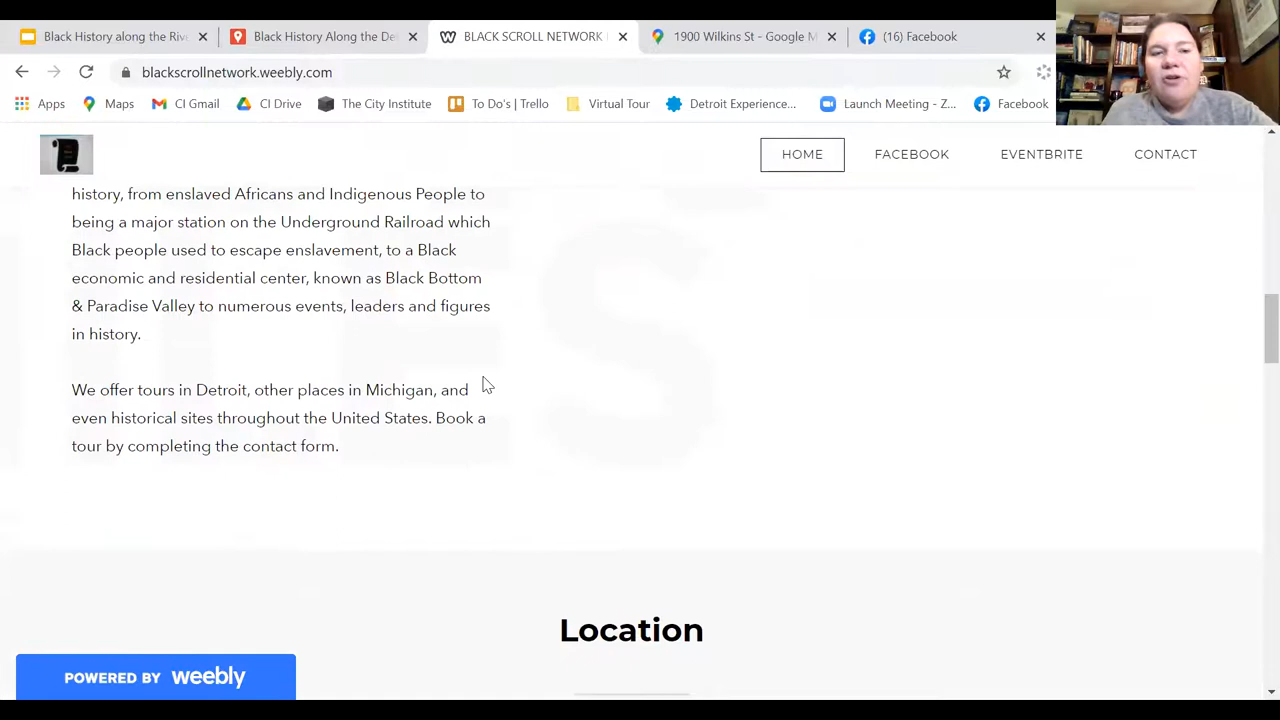 Black History along the Riv
Black History Along the De
BLACK SCROLL NETWORK
1900 Wilkins St - Google M
(16) Facebook
blackscrollnetwork.weebly.com
Apps
Maps
CI Gmail
CI Drive
To Do's | Trello
Virtual Tour
Detroit Experience...
Launch Meeting - Z...
Facebook
HOME
FACEBOOK
EVENTBRITE
CONTACT
history, from enslaved Africans and Indigenous People to
being a major station on the Underground Railroad which
Black people used to escape enslavement, to a Black
economic and residential center, known as Black Bottom
& Paradise Valley to numerous events, leaders and figures
in history.
We offer tours in Detroit, other places in Michigan, and
even historical sites throughout the United States. Book a
tour by completing the contact form.
Location
POWERED BY weebly